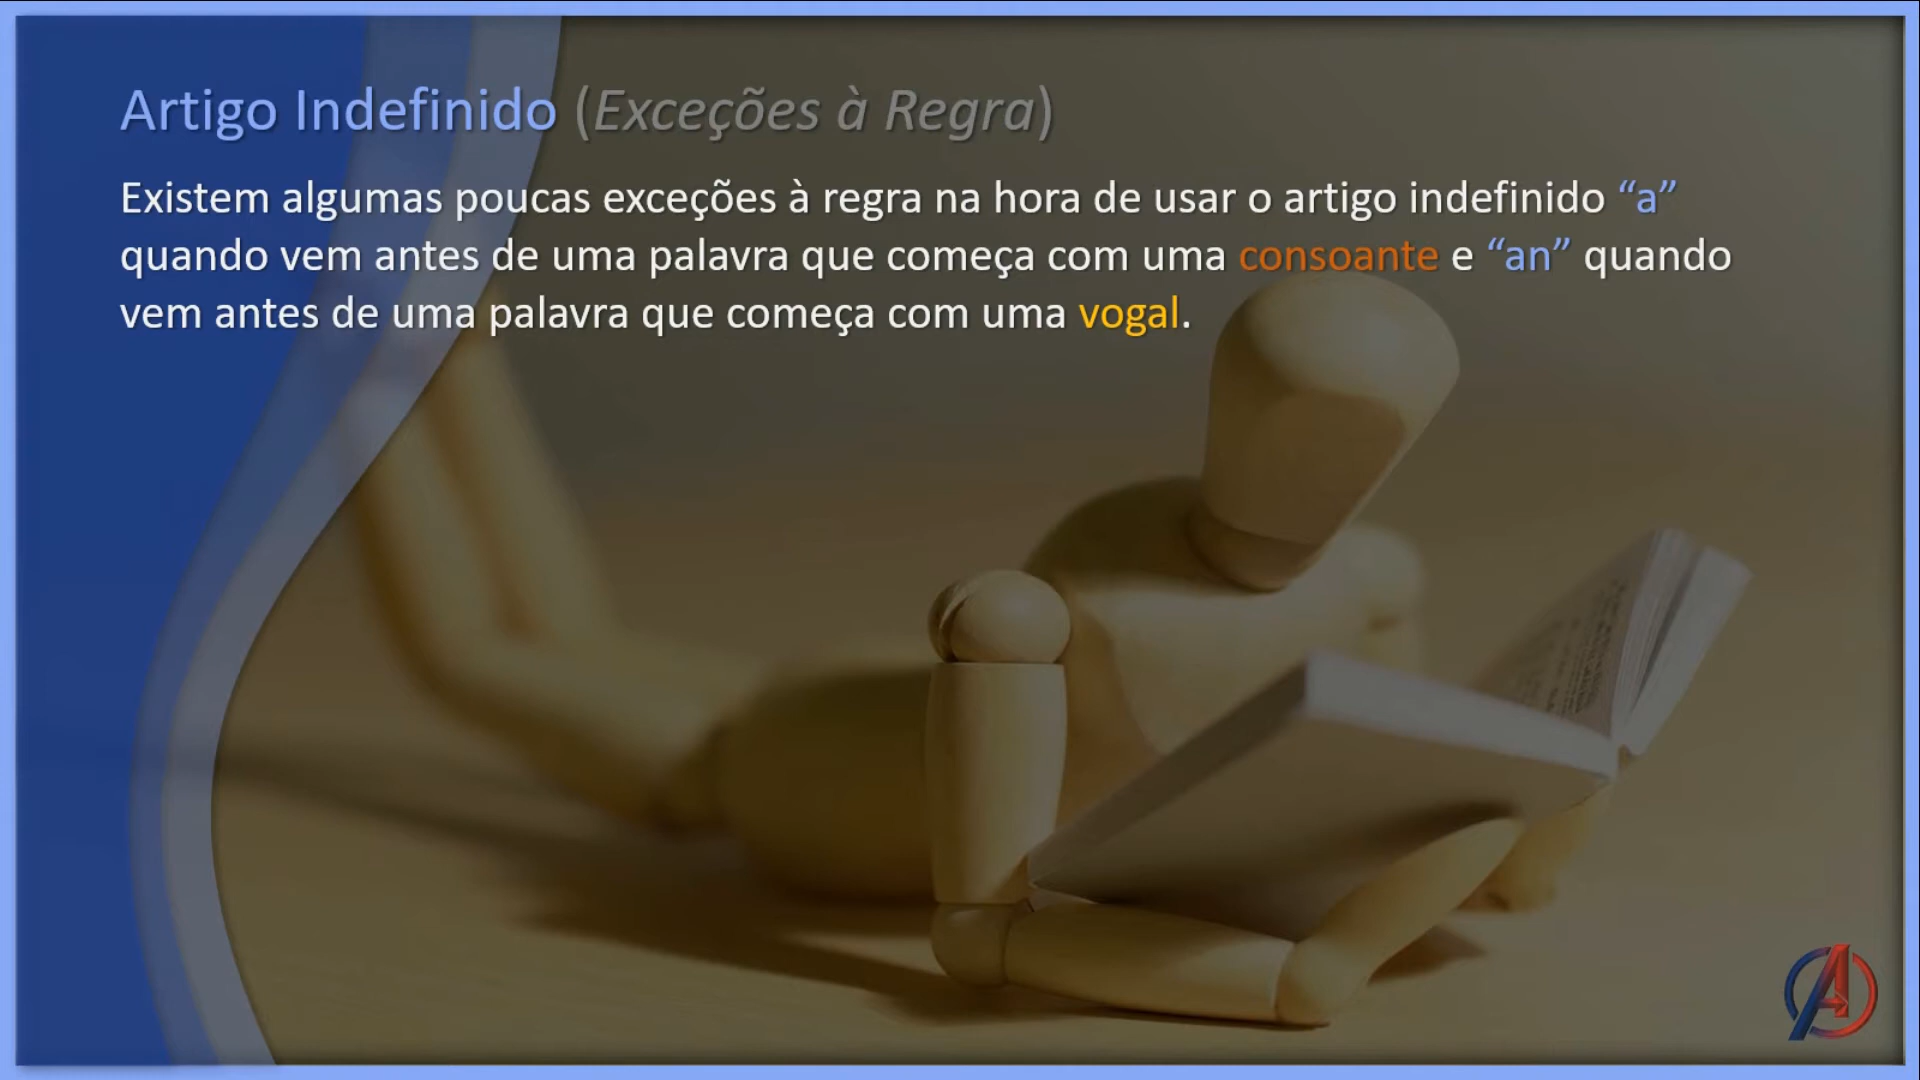 Artigo Indefinido (Exceções à Regra)
Existem algumas poucas exceções à regra na hora de usar o artigo indefinido “a”
quando vem antes de uma palavra que começa com uma consoante e “an” quando
vem antes de uma palavra que começa com uma vogal.